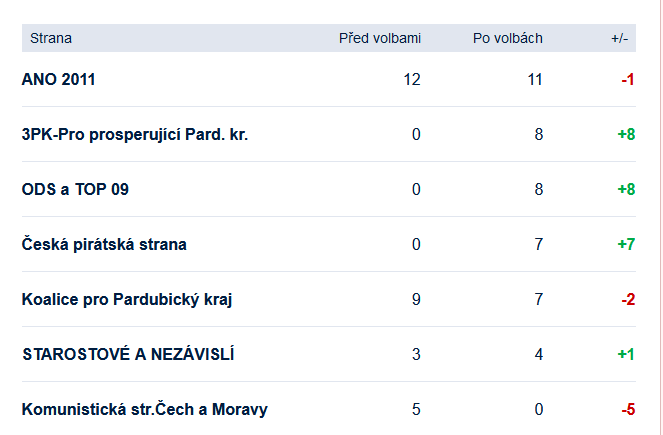 Strana Před volbami Po volbách +/-
ANO 2011 12 11 -1
3PK-Pro prosperující Pard. kr. 0 8 +8
ODS a TOP 09 0 8 +8
Česká pirátská strana 0 7 +7
Koalice pro Pardubický kraj 9 7 -2
STAROSTOVÉ A NEZÁVISLÍ 3 4 +1
Komunistická str.Čech a Moravy 5 0 -5